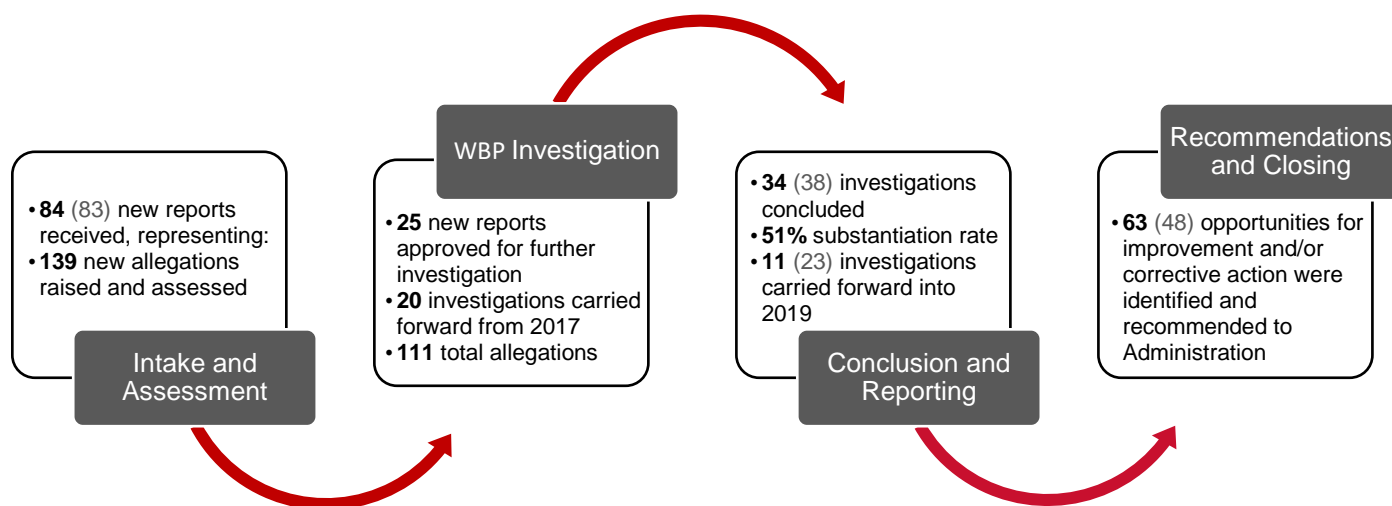 • 84 (83) new reports
received, representing:
• 139 new allegations
raised and assessed
Intake and
Assessment
WBP Investigation
• 25 new reports
approved for further
investigation
• 20 investigations carried
forward from 2017
• 111 total allegations
• 34 (38) investigations
concluded
• 51% substantiation rate
• 11 (23) investigations
carried forward into
2019
Conclusion and
Reporting
Recommendations
and Closing
• 63 (48) opportunities for
improvement and/or
corrective action were
identified and
recommended to
Administration